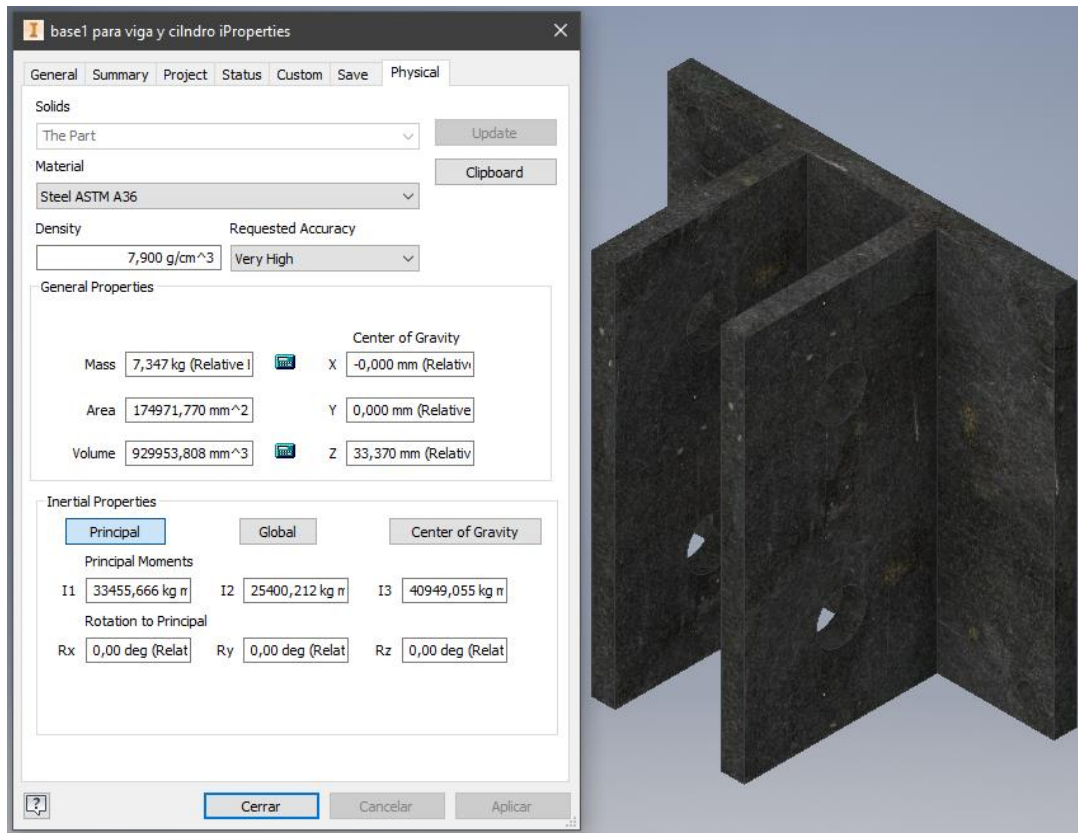 base1 para viga y cilndro iProperties
General Summary Project Status Custom Save Physical
Solids
The Part
Update
Material
Clipboard
Steel ASTM A36
Density Requested Accuracy
7,900 g/cm^3 Very High
General Properties
Center of Gravity
Mass 7,347 kg (Relative I X -0,000 mm (Relativ
Area 174971,770 mm^2 Y 0,000 mm (Relative
Volume 929953,808 mm^3 Z 33,370 mm (Relativ
Inertial Properties
Principal Global Center of Gravity
Principal Moments
I1 33455,666 kg m I2 25400,212 kg m I3 40949,055 kg m
Rotation to Principal
Rx 0,00 deg (Relat Ry 0,00 deg (Relat Rz 0,00 deg (Relat
? Cerrar Cancelar Aplicar